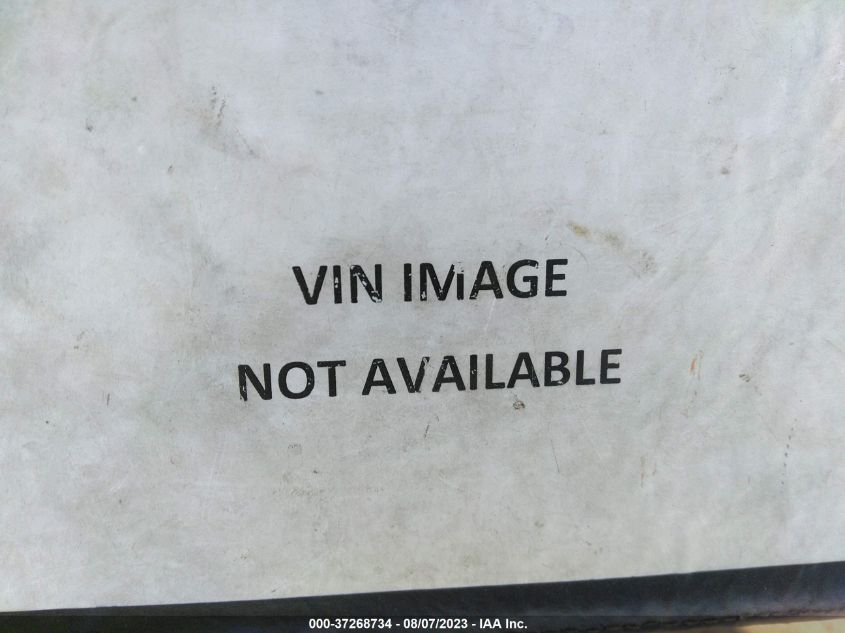 VIN IMAGE
NOT AVAILABLE
000-37268734 - 08/07/2023 - IAA Inc.